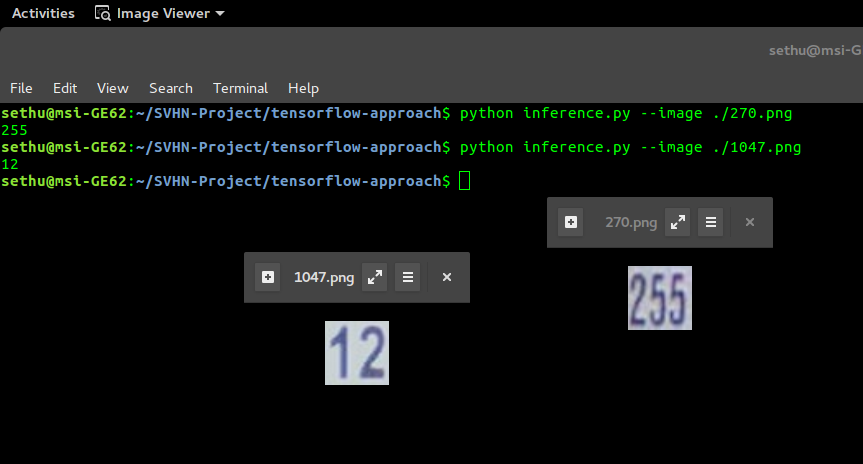 Activities Image Viewer
sethu@msi-G
File Edit View Search Terminal Help
sethu@msi-GE62:~/SVHN-Project/tensorflow-approach$ python inference.py --image ./270.png
255
sethu@msi-GE62:~/SVHN-Project/tensorflow-approach$ python inference.py --image ./1047.png
12
sethu@msi-GE62:~/SVHN-Project/tensorflow-approach$
270.png
255
1047.png
12